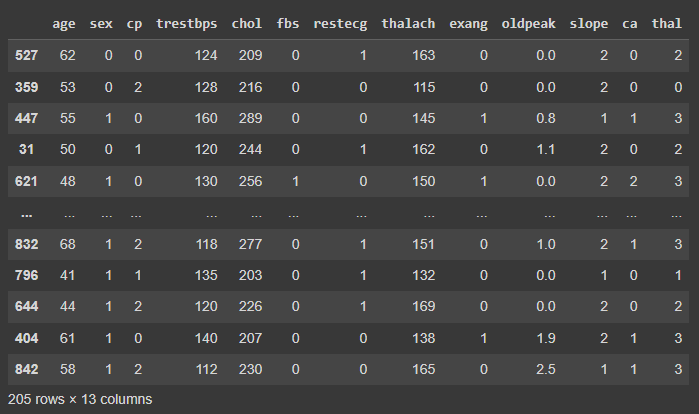 age sex cp trestbps chol fbs restecg thalach exang oldpeak slope ca thal
527 62 0 0 124 209 0 1 163 0 0.0 2 0 2
359 53 0 2 128 216 0 0 115 0 0.0 2 0 0
447 55 1 0 160 289 0 0 145 1 0.8 1 1 3
31 50 0 1 120 244 0 1 162 0 1.1 2 0 2
621 48 1 0 130 256 1 0 150 1 0.0 2 2 3
... ... ... ... ... ... ... ... ... ... ... ... ... ...
832 68 1 2 118 277 0 1 151 0 1.0 2 1 3
796 41 1 1 135 203 0 1 132 0 0.0 1 0 1
644 44 1 2 120 226 0 1 169 0 0.0 2 0 2
404 61 1 0 140 207 0 0 138 1 1.9 2 1 3
842 58 1 2 112 230 0 0 165 0 2.5 1 1 3
205 rows × 13 columns